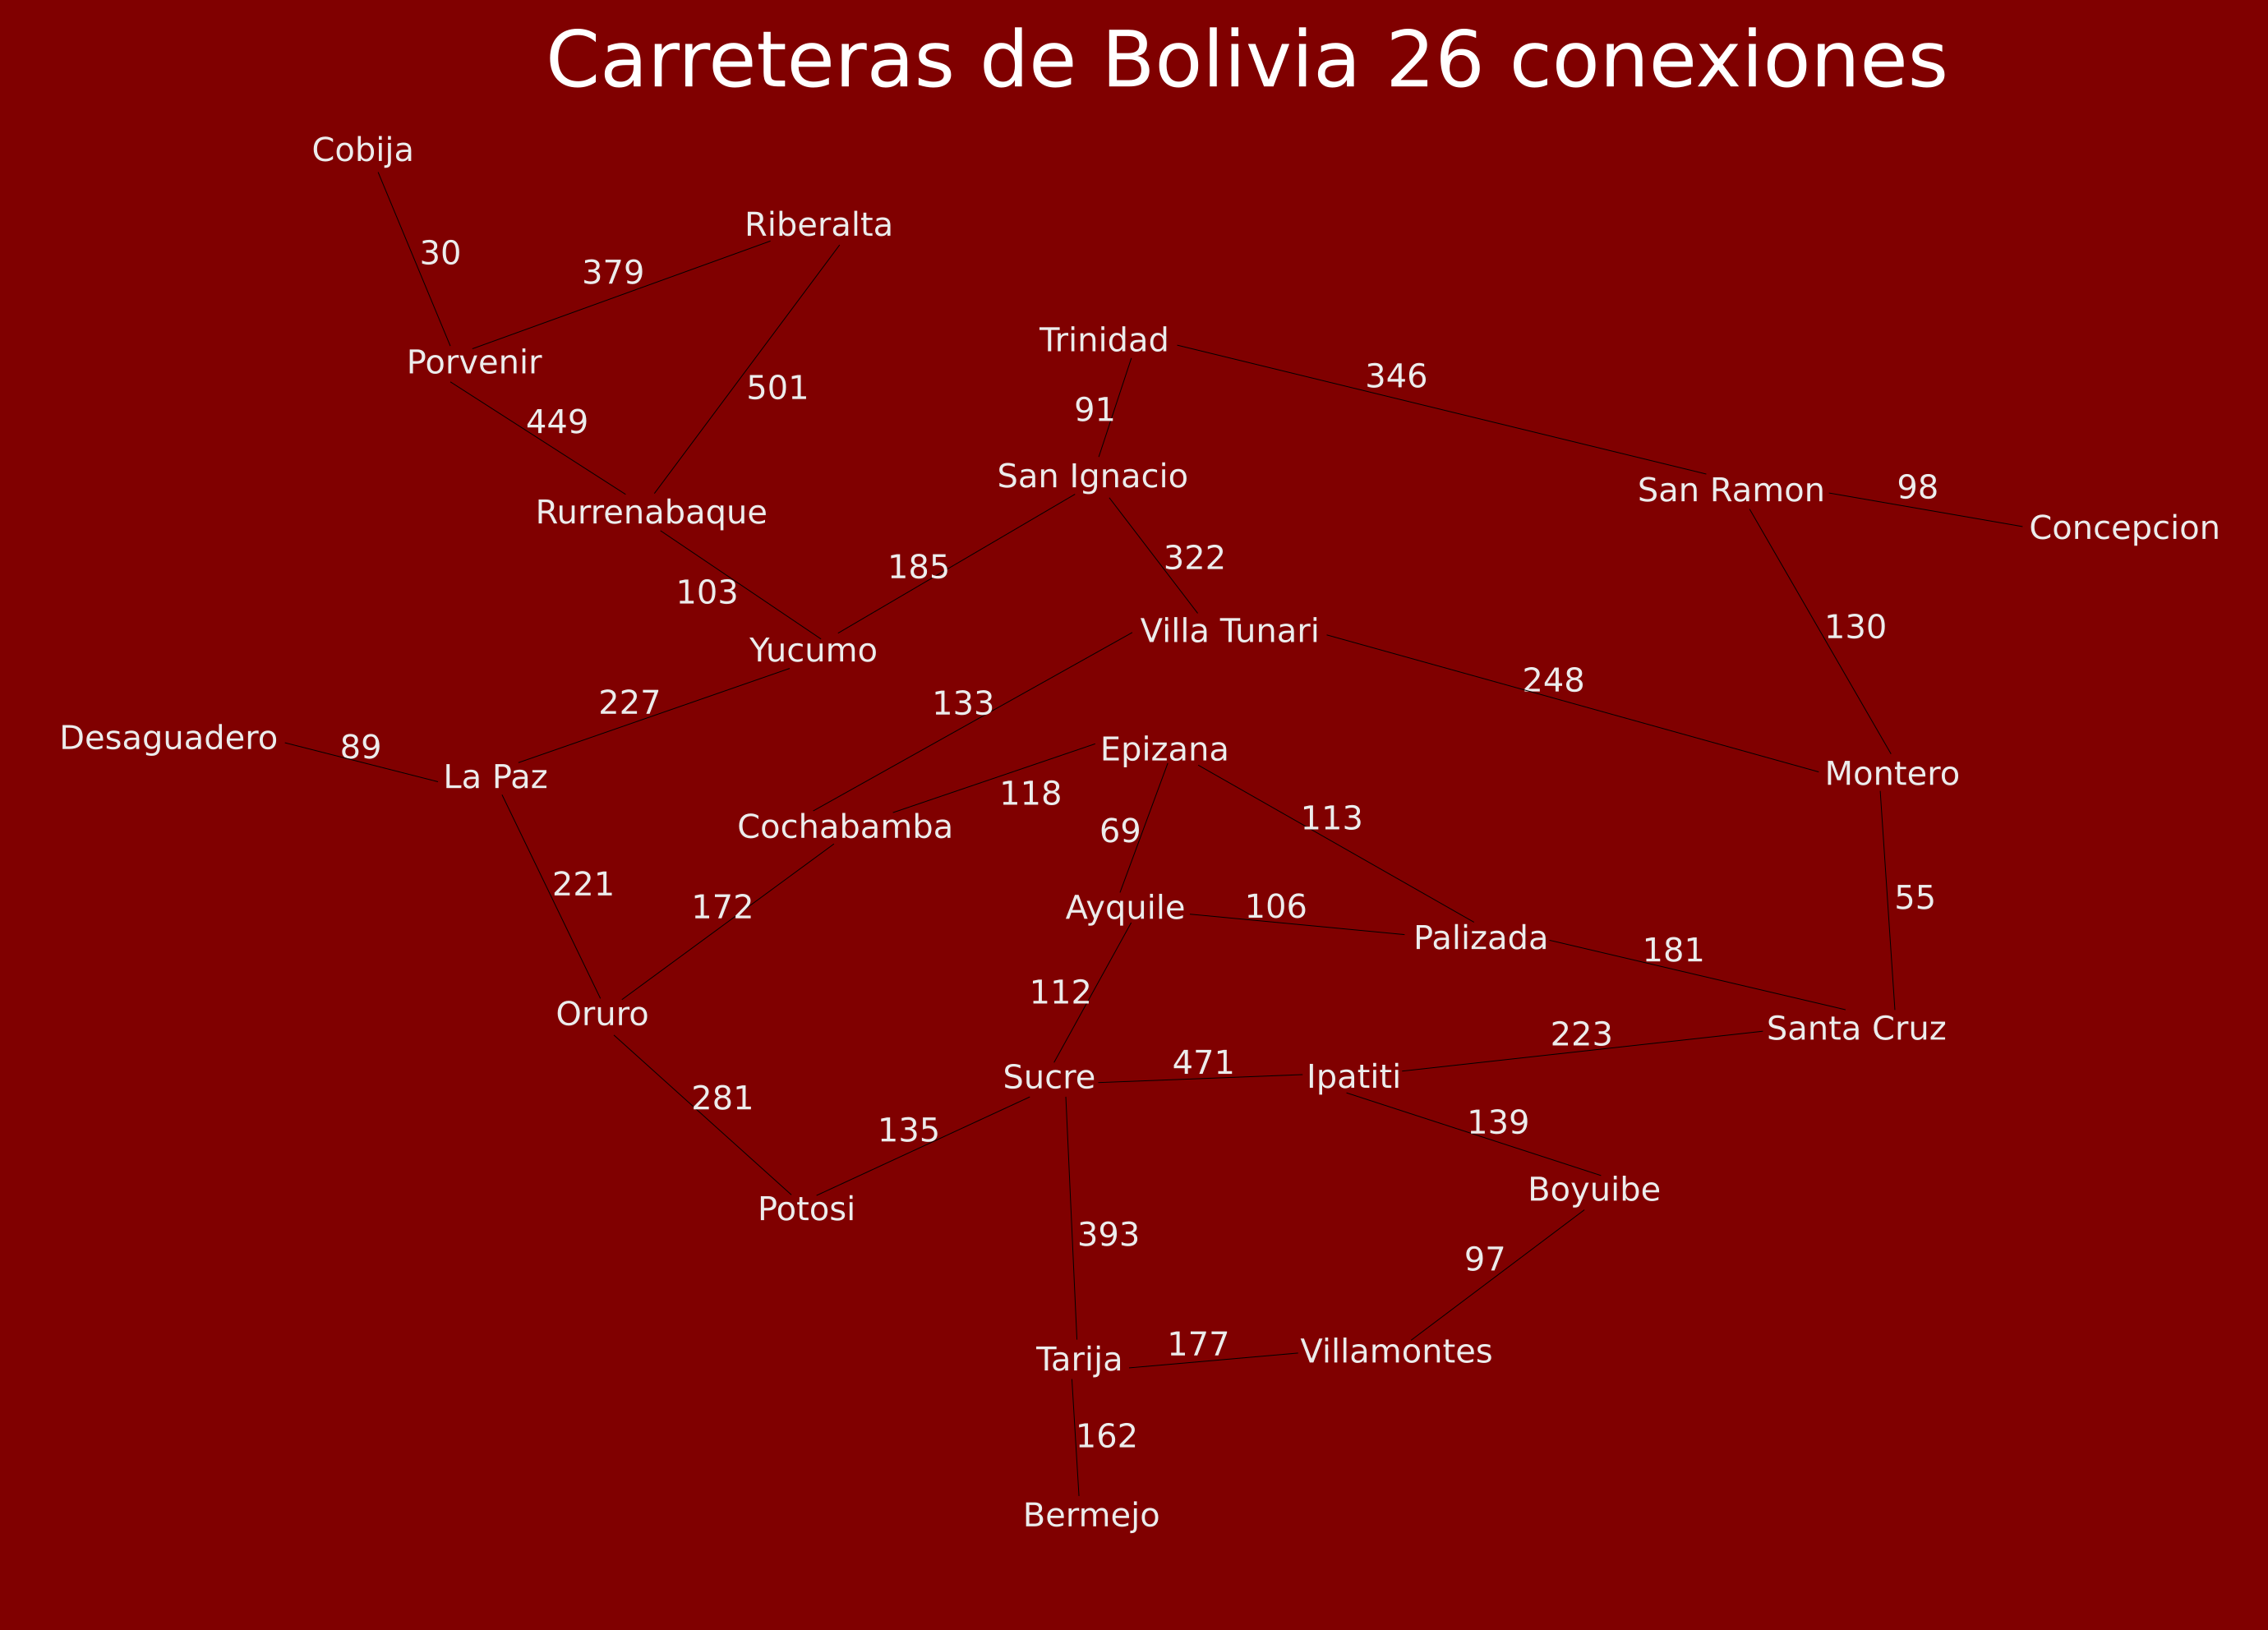 Carreteras de Bolivia 26 conexiones
Cobija
Riberalta
30
379
Trinidad
Porvenir
346
501
91
449
San Ignacio
98
San Ramon
Rurrenabaque
Concepcion
322
185
103
130
Villa Tunari
Yucumo
248
227
133
Desaguadero
89
Epizana
Montero
La Paz
118
113
Cochabamba
69
221
55
172
106
Ayquile
Palizada
181
112
Oruro
Santa Cruz
223
471
Sucre
Ipatiti
281
139
135
Boyuibe
Potosi
393
97
177
Villamontes
Tarija
162
Bermejo